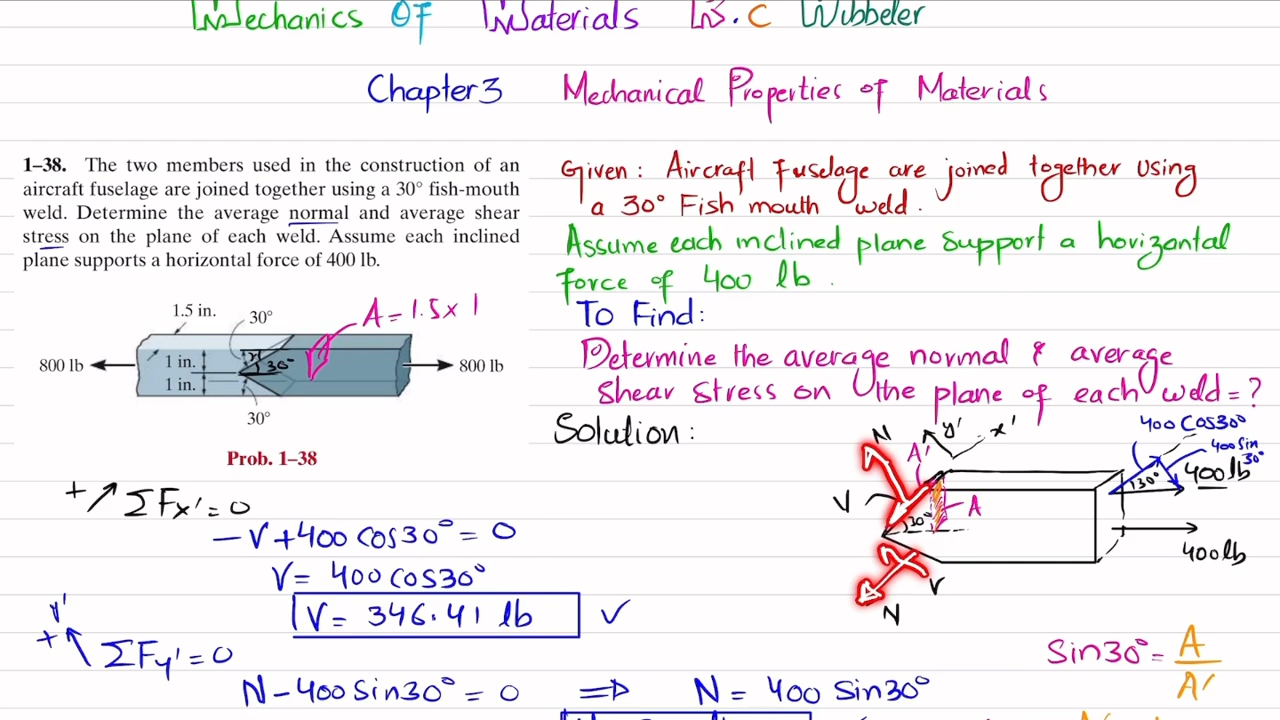 Mechanics OF Materials R.C Hibbeler
Chapter 3 Mechanical Properties of Materials
1–38. The two members used in the construction of an
aircraft fuselage are joined together using a 30° fish-mouth
weld. Determine the average normal and average shear
stress on the plane of each weld. Assume each inclined
plane supports a horizontal force of 400 lb.
1.5 in.
30°
A = 1.5 x 1
800 lb
1 in.
30°
800 lb
1 in.
30°
Prob. 1–38
Given: Aircraft Fuselage are joined together using
a 30° Fish mouth weld.
Assume each inclined plane support a horizontal
force of 400 lb.
To Find:
Determine the average normal & average
shear stress on the plane of each weld = ?
Solution:
N
y'
x'
A'
400 Cos30°
400 Sin
30°
30°
400 lb
V
30°
A
400 lb
V
N
+ ΣFx' = 0
-V+400 cos30° = 0
V = 400 cos30°
V = 346.41 lb ✓
y'
+ ΣFy' = 0
N - 400 Sin30° = 0 ⇒ N = 400 Sin30°
Sin30° = A
A'